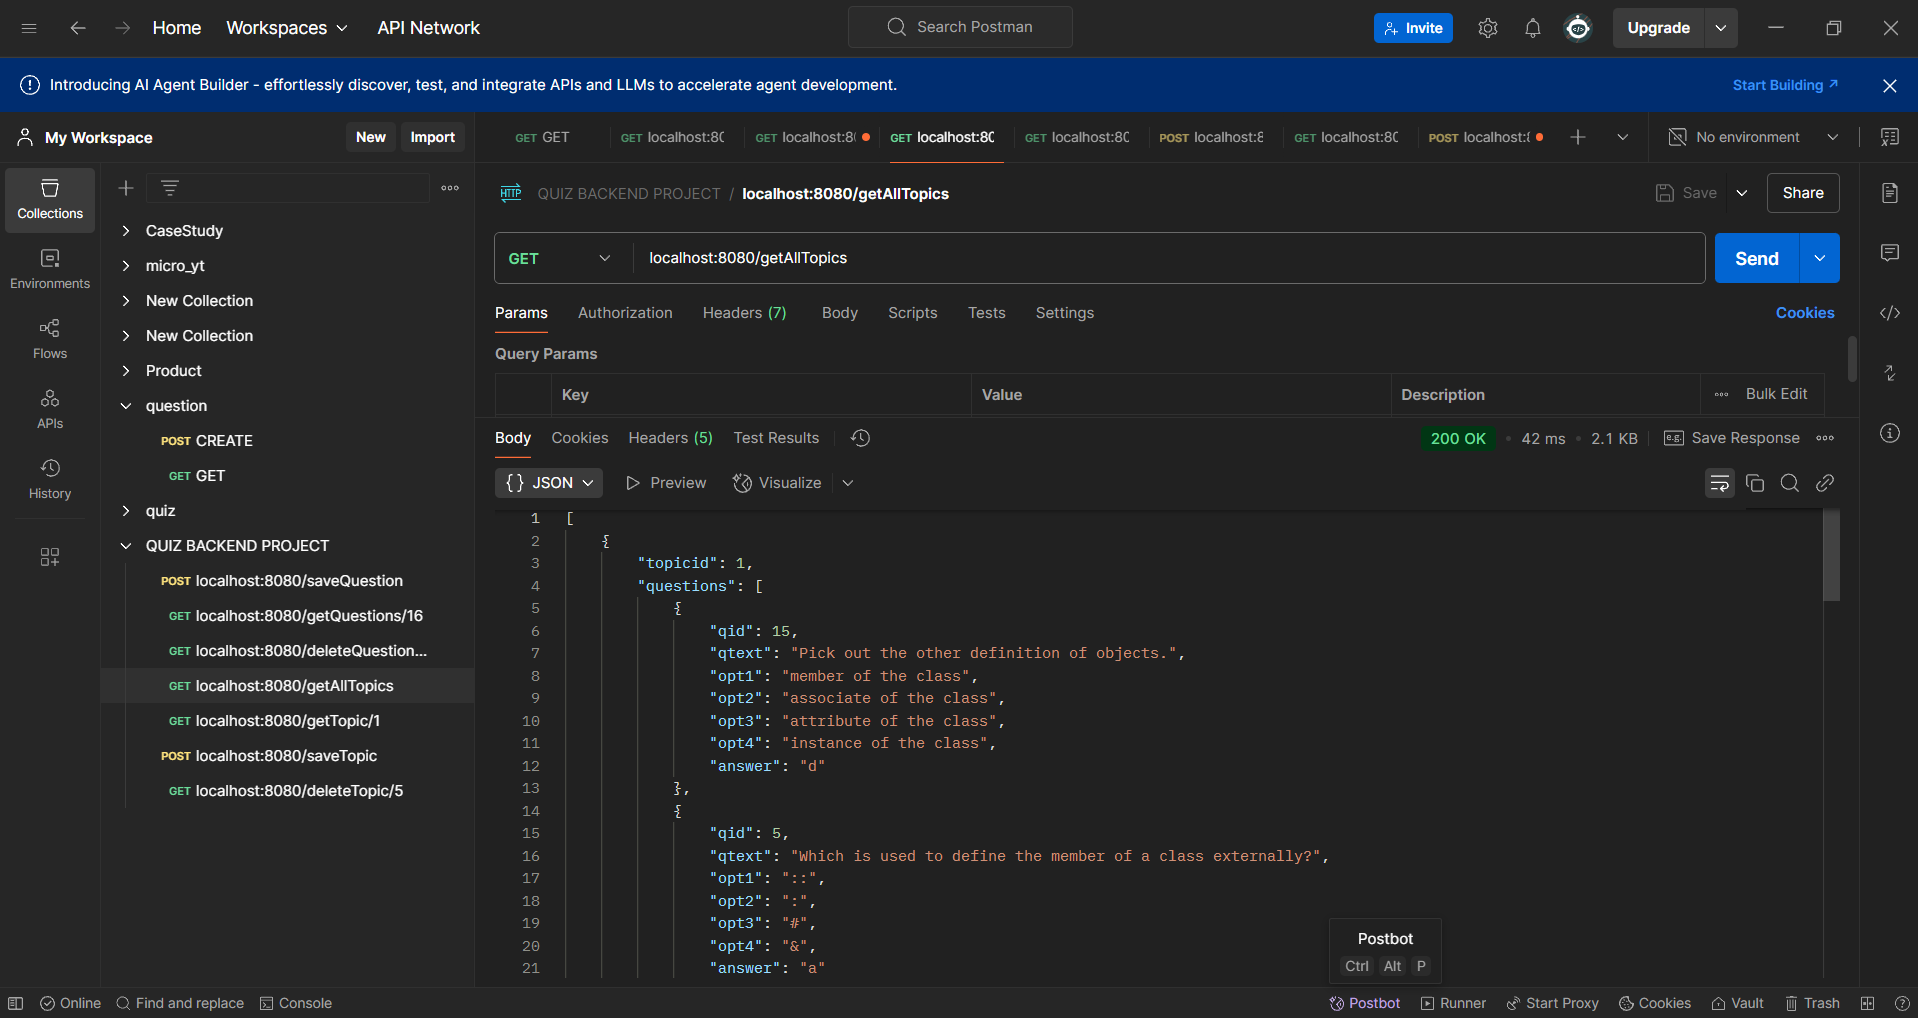 Home Workspaces API Network Search Postman Invite Upgrade
Introducing AI Agent Builder - effortlessly discover, test, and integrate APIs and LLMs to accelerate agent development. Start Building
My Workspace New Import
GET GET GET localhost:80 GET localhost:8 GET localhost:80 GET localhost:80 POST localhost:8 GET localhost:80 POST localhost: No environment
Collections
Environments
Flows
APIs
History
CaseStudy
micro_yt
New Collection
New Collection
Product
question
POST CREATE
GET GET
quiz
QUIZ BACKEND PROJECT
POST localhost:8080/saveQuestion
GET localhost:8080/getQuestions/16
GET localhost:8080/deleteQuestion...
GET localhost:8080/getAllTopics
GET localhost:8080/getTopic/1
POST localhost:8080/saveTopic
GET localhost:8080/deleteTopic/5
HTTP QUIZ BACKEND PROJECT / localhost:8080/getAllTopics Save Share
GET localhost:8080/getAllTopics Send
Params Authorization Headers (7) Body Scripts Tests Settings Cookies
Query Params
Key Value Description Bulk Edit
Body Cookies Headers (5) Test Results 200 OK • 42 ms • 2.1 KB e.g. Save Response
{} JSON Preview Visualize
1 [
2 {
3 "topicid": 1,
4 "questions": [
5 {
6 "qid": 15,
7 "qtext": "Pick out the other definition of objects.",
8 "opt1": "member of the class",
9 "opt2": "associate of the class",
10 "opt3": "attribute of the class",
11 "opt4": "instance of the class",
12 "answer": "d"
13 },
14 {
15 "qid": 5,
16 "qtext": "Which is used to define the member of a class externally?",
17 "opt1": "::",
18 "opt2": ":",
19 "opt3": "#",
20 "opt4": "&",
21 "answer": "a"
Postbot
Ctrl Alt P
Online Find and replace Console Postbot Runner Start Proxy Cookies Vault Trash